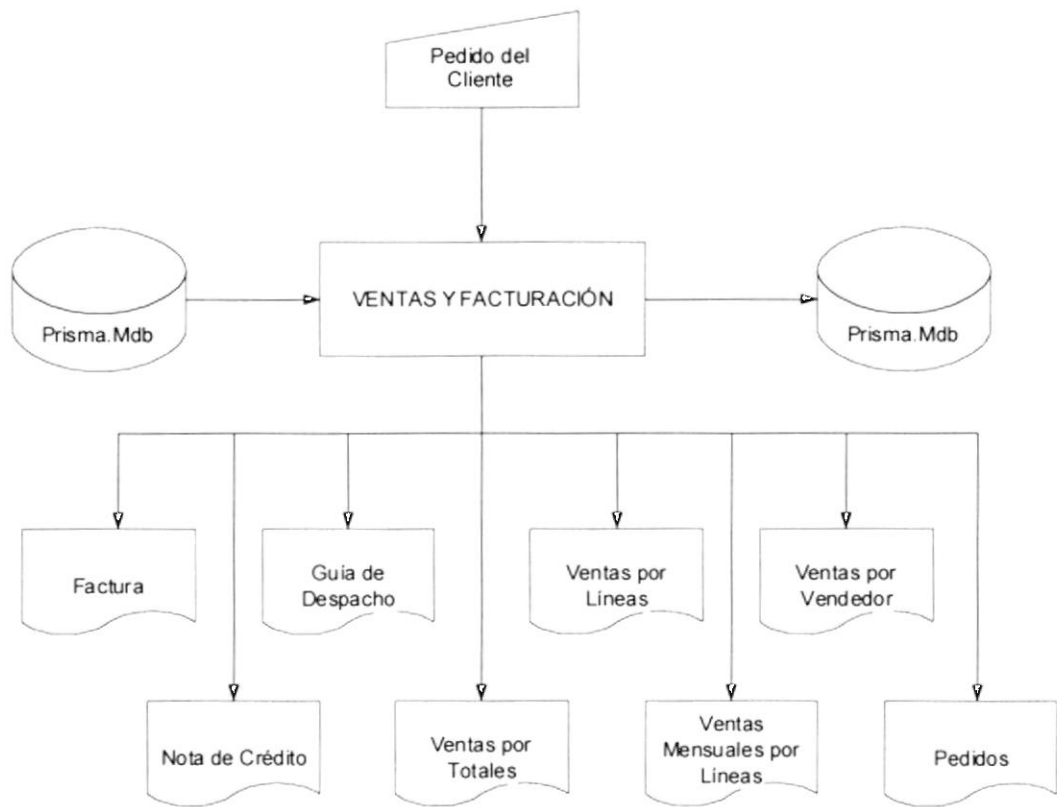 Pedido del
Cliente
Prisma.Mdb
VENTAS Y FACTURACIÓN
Prisma.Mdb
Factura
Guía de
Despacho
Ventas por
Líneas
Ventas por
Vendedor
Nota de Crédito
Ventas por
Totales
Ventas
Mensuales por
Líneas
Pedidos